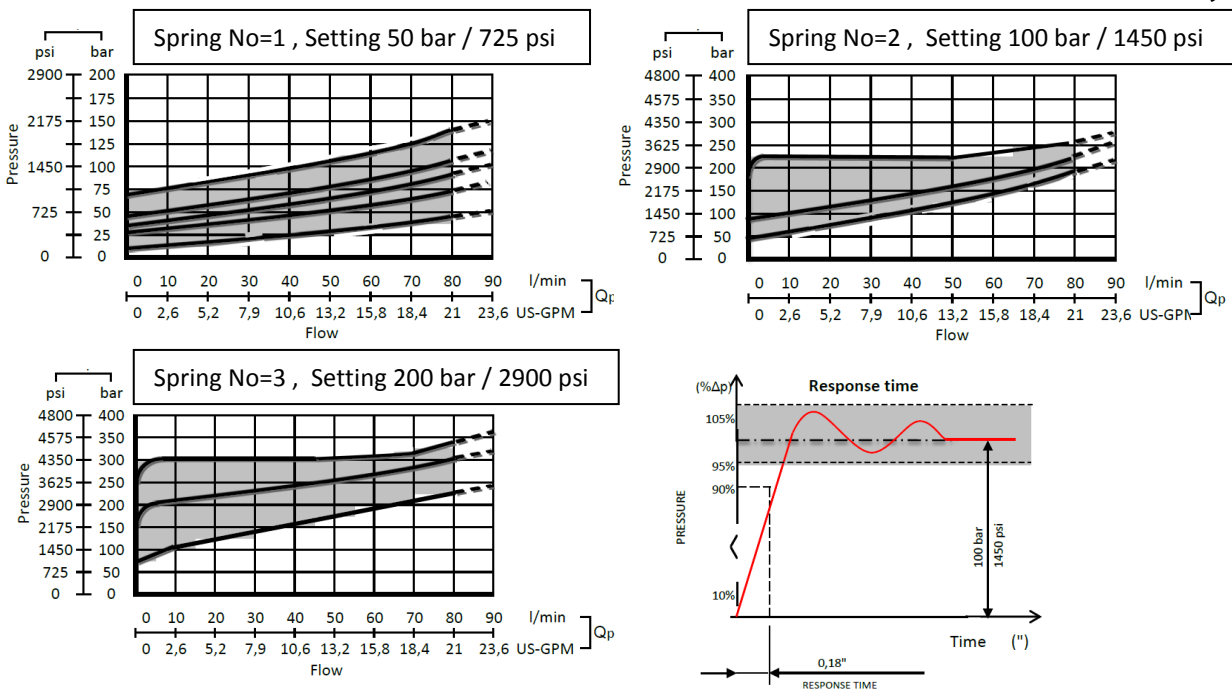 Spring No=1 , Setting 50 bar / 725 psi
psi bar
2900 200
175
2175 150
125
1450 100
75
725 50
25
0 0
Pressure
0 10 20 30 40 50 60 70 80 90 l/min
0 2,6 5,2 7,9 10,6 13,2 15,8 18,4 21 23,6 US-GPM
Qp
Flow
Spring No=2 , Setting 100 bar / 1450 psi
psi bar
4800 400
4575 350
4350 250
3625 250
2900 200
2175 150
1450 100
725 50
0 0
Pressure
0 10 20 30 40 50 60 70 80 90 l/min
0 2,6 5,2 7,9 10,6 13,2 15,8 18,4 21 23,6 US-GPM
Qp
Flow
Spring No=3 , Setting 200 bar / 2900 psi
psi bar
4800 400
4575 350
4350 300
3625 250
2900 200
2175 150
1450 100
725 50
0 0
Pressure
0 10 20 30 40 50 60 70 80 90 l/min
0 2,6 5,2 7,9 10,6 13,2 15,8 18,4 21 23,6 US-GPM
Qp
Flow
(%Δp)
Response time
105%
95%
90%
10%
PRESSURE
100 bar
1450 psi
Time (")
0,18"
RESPONSE TIME